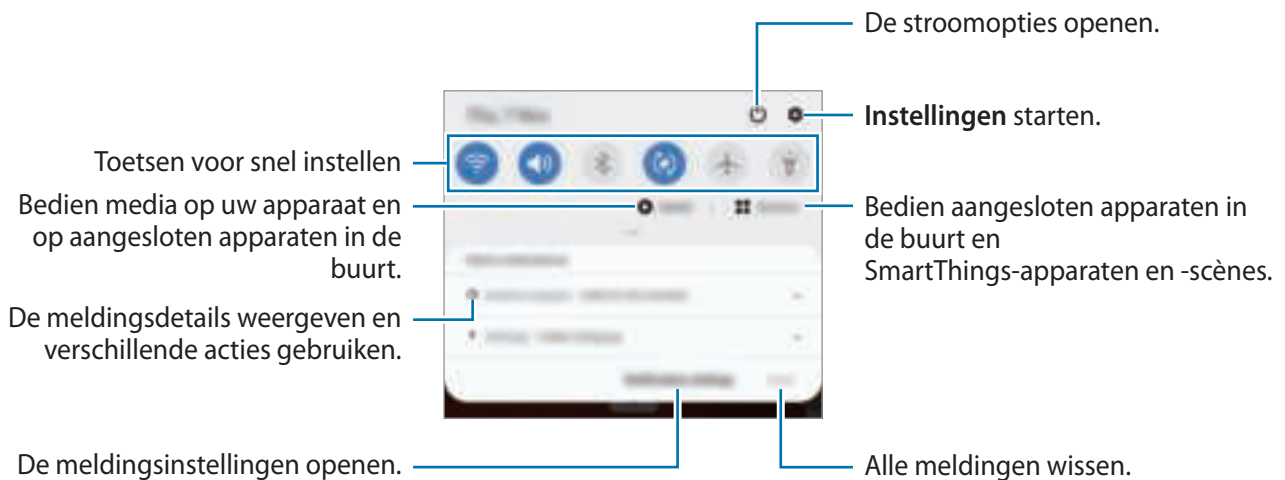 De stroomopties openen.
Instellingen starten.
Toetsen voor snel instellen
Bedien media op uw apparaat en
op aangesloten apparaten in de
buurt.
Bedien aangesloten apparaten in
de buurt en
SmartThings-apparaten en -scènes.
De meldingsdetails weergeven en
verschillende acties gebruiken.
De meldingsinstellingen openen.
Alle meldingen wissen.